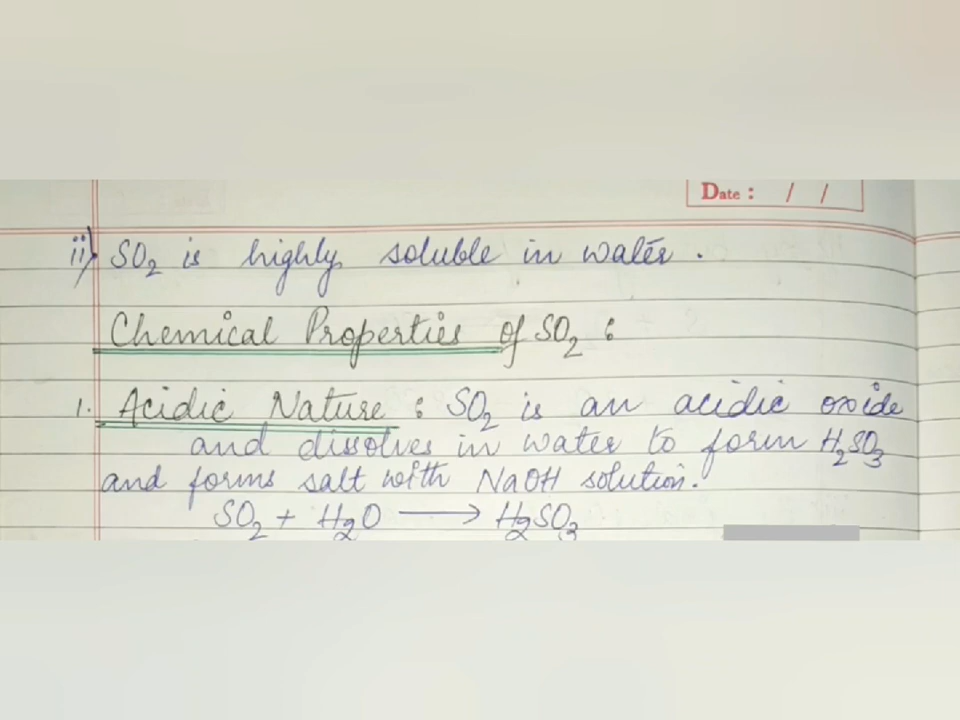 Date : / /
ii) SO₂ is highly soluble in water .
Chemical Properties of SO₂ :
1. Acidic Nature : SO₂ is an acidic oxide
and dissolves in water to form H₂SO₃
and forms salt with NaOH solution.
SO₂ + H₂O ⟶ H₂SO₃